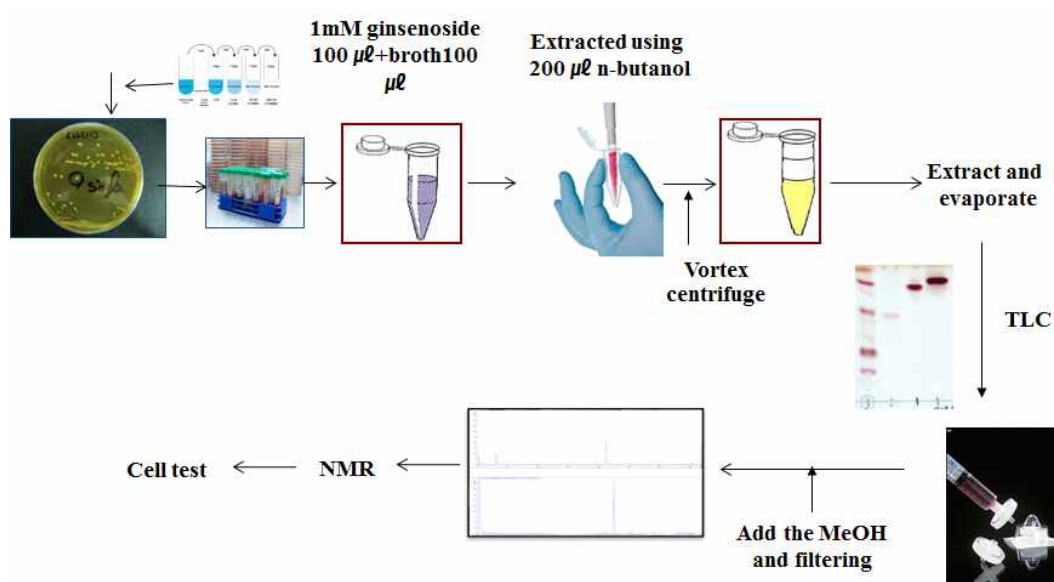 1mM ginsenoside
100 ㎕+broth100
㎕
Extracted using
200 ㎕ n-butanol
Vortex
centrifuge
Extract and
evaporate
TLC
Add the MeOH
and filtering
NMR
Cell test